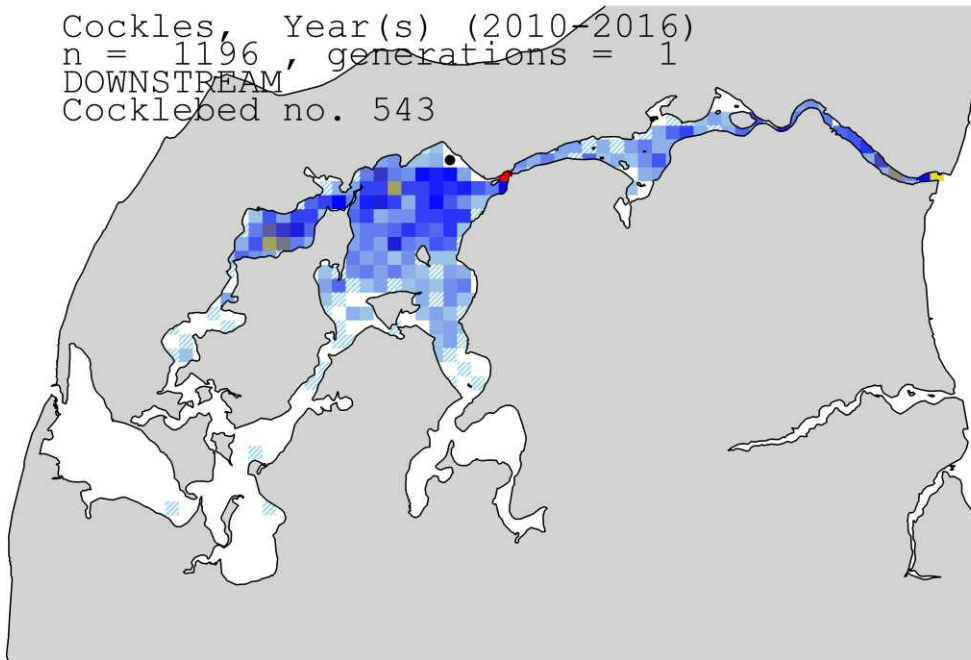 Cockles, Year(s) (2010-2016)
n = 1196 , generations = 1
DOWNSTREAM
Cocklebed no. 543